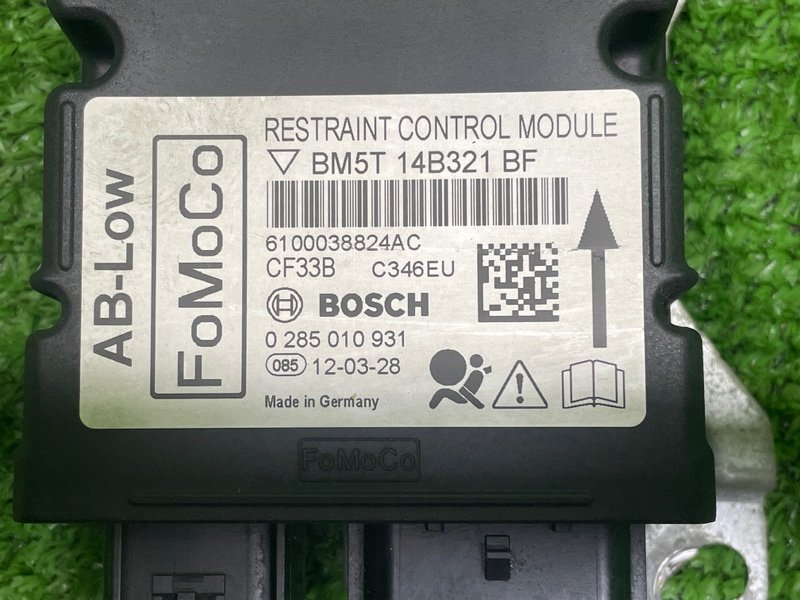 RESTRAINT CONTROL MODULE
BM5T 14B321 BF
6100038824AC
CF33B C346EU
BOSCH
0 285 010 931
085 12-03-28
Made in Germany
AB-Low
FoMoCo
FoMoCo